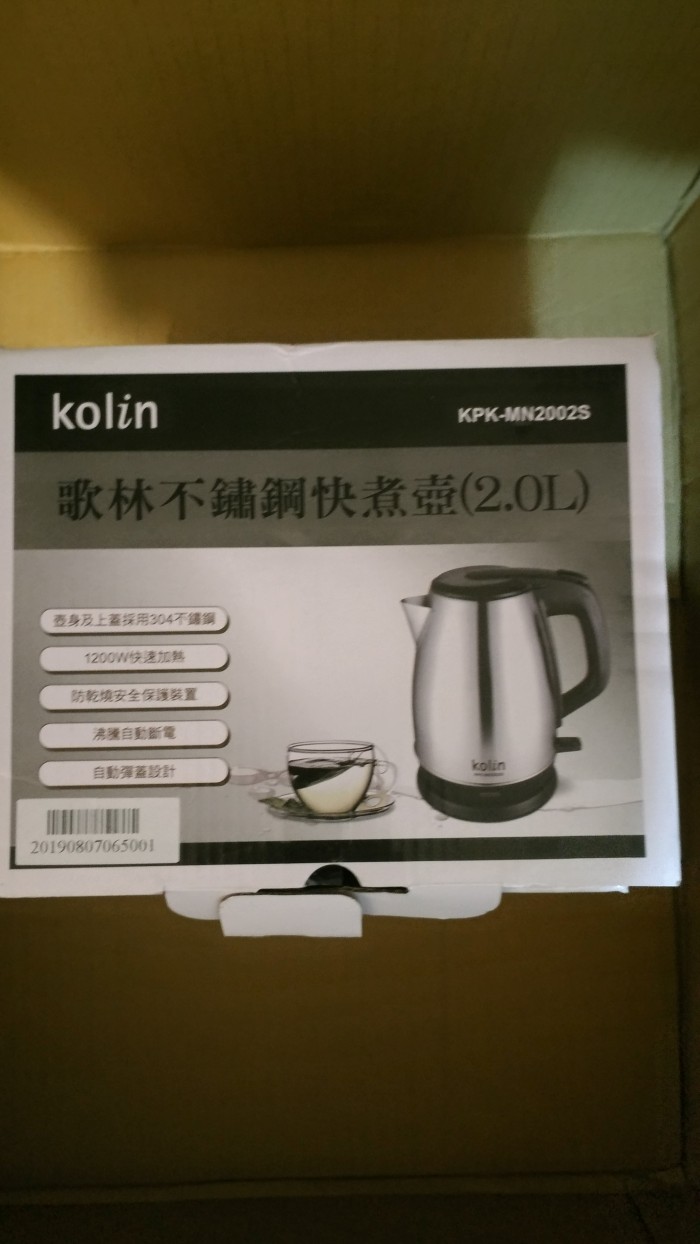 kolin
KPK-MN2002S
歌林不鏽鋼快煮壺(2.0L)
壺身及上蓋採用304不鏽鋼
1200W快速加熱
防乾燒安全保護裝置
沸騰自動斷電
自動彈蓋設計
kolin
20190807065001